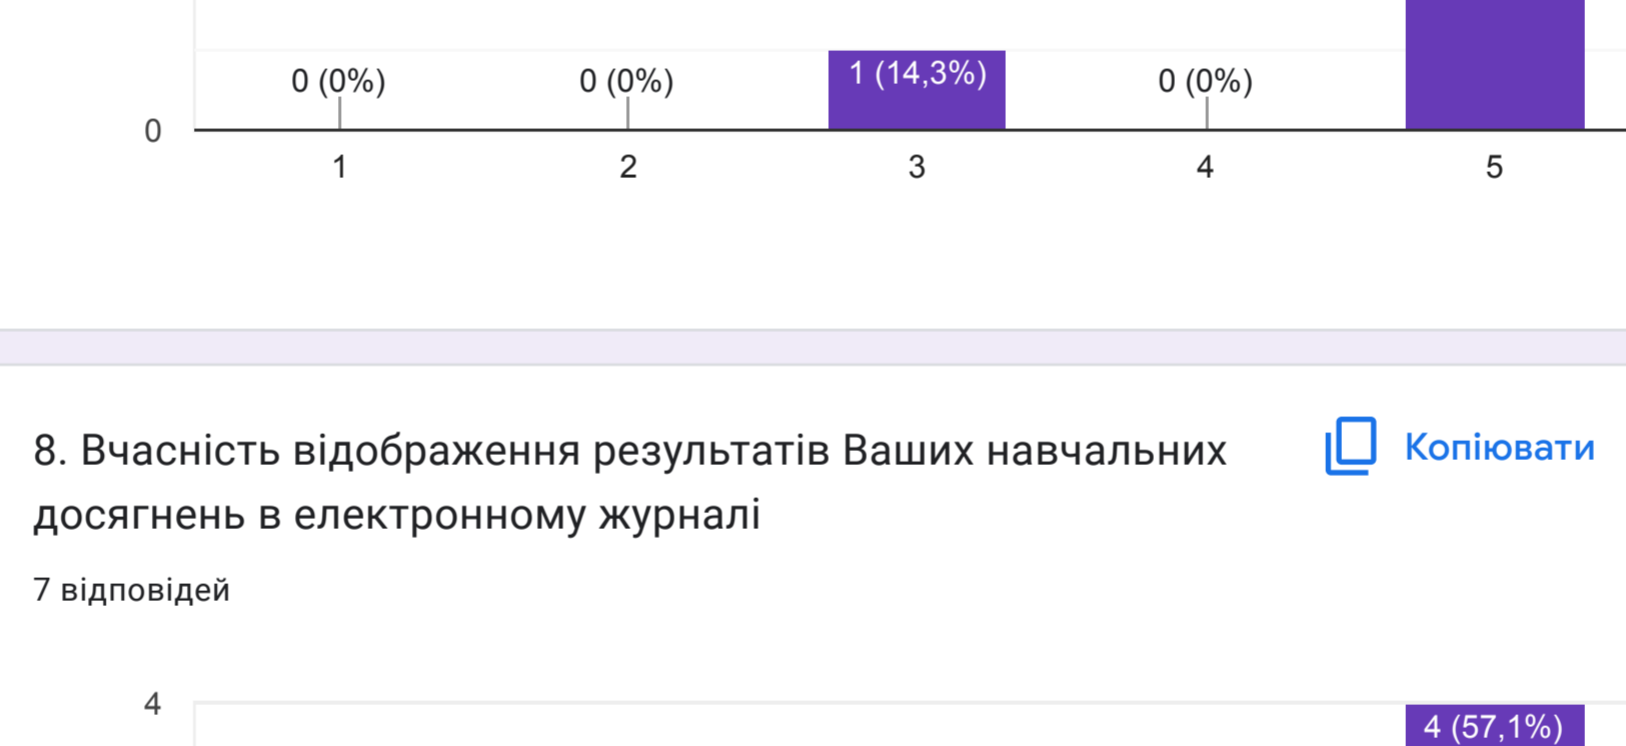 0 (0%) 0 (0%) 1 (14,3%) 0 (0%)
0
1 2 3 4 5
8. Вчасність відображення результатів Ваших навчальних
досягнень в електронному журналі
Копіювати
7 відповідей
4
4 (57,1%)